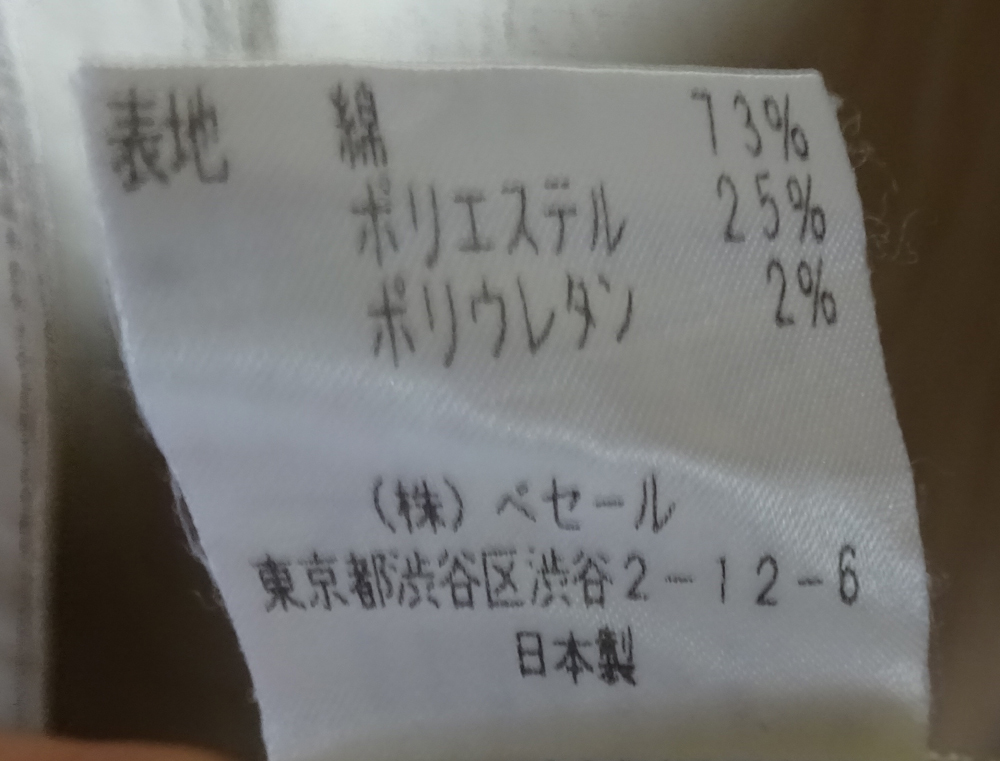 表地 綿 73%
ポリエステル 25%
ポリウレタン 2%
(株)ベセール
東京都渋谷区渋谷2-12-6
日本製